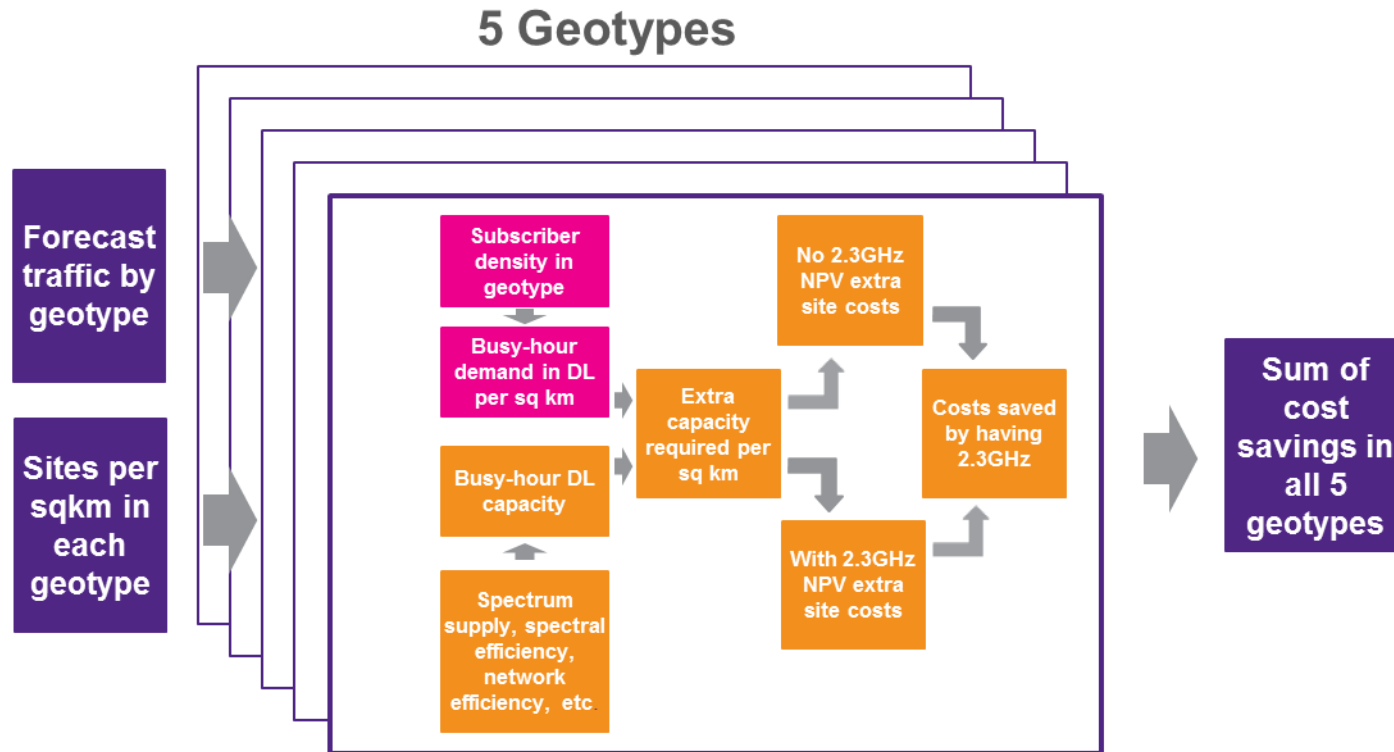 5 Geotypes
Forecast
traffic by
geotype
Sites per
sqkm in
each
geotype
Subscriber
density in
geotype
Busy-hour
demand in DL
per sq km
Busy-hour DL
capacity
Spectrum
supply, spectral
efficiency,
network
efficiency, etc.
Extra
capacity
required per
sq km
No 2.3GHz
NPV extra
site costs
With 2.3GHz
NPV extra
site costs
Costs saved
by having
2.3GHz
Sum of
cost
savings in
all 5
geotypes